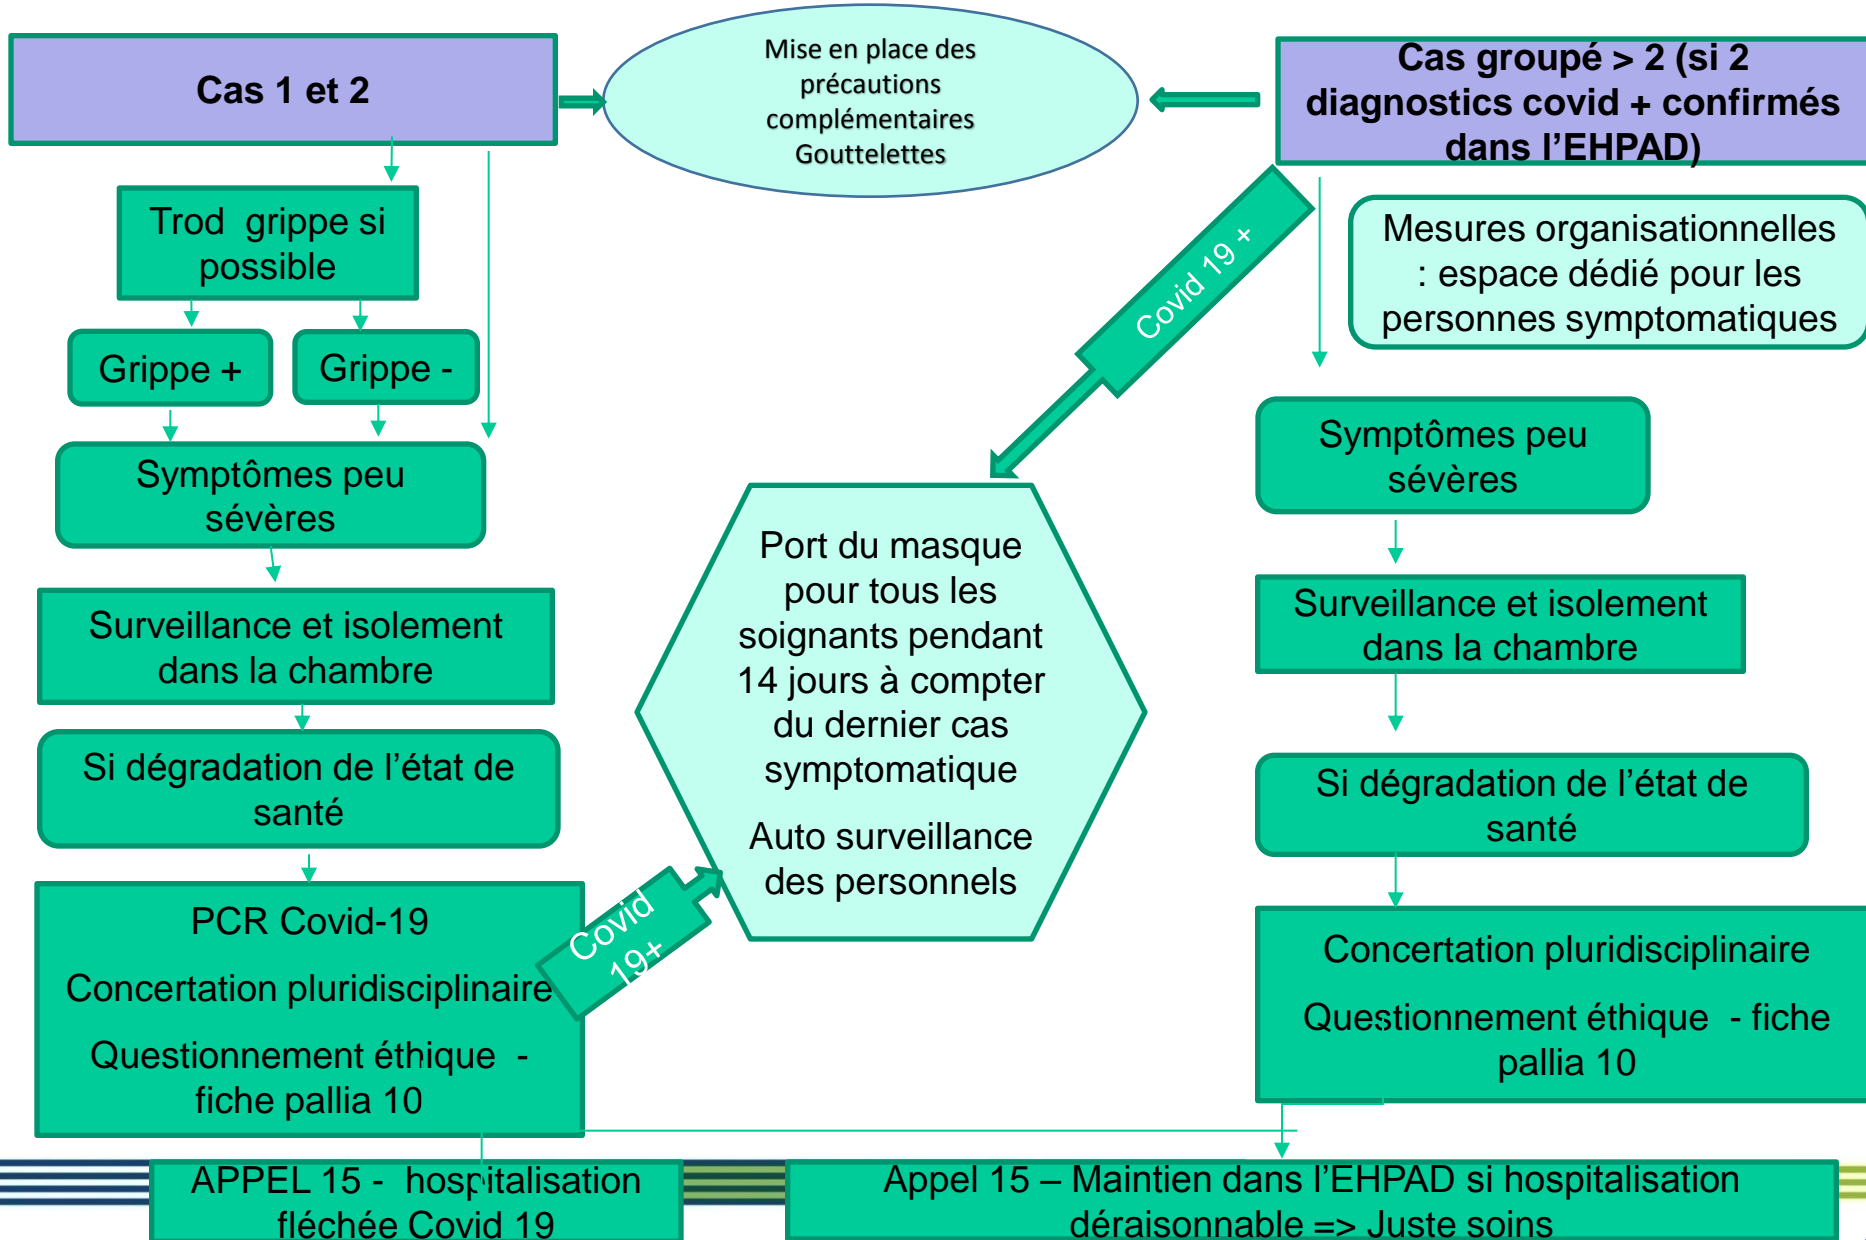 Cas 1 et 2
Mise en place des
précautions
complémentaires
Gouttelettes
Cas groupé > 2 (si 2
diagnostics covid + confirmés
dans l'EHPAD)
Trod  grippe si
possible
Grippe +
Grippe -
Symptômes peu
sévères
Surveillance et isolement
dans la chambre
Si dégradation de l'état de
santé
PCR Covid-19
Concertation pluridisciplinaire
Questionnement éthique  -
fiche pallia 10
Covid
19+
Covid 19 +
Port du masque
pour tous les
soignants pendant
14 jours à compter
du dernier cas
symptomatique
Auto surveillance
des personnels
Mesures organisationnelles
: espace dédié pour les
personnes symptomatiques
Symptômes peu
sévères
Surveillance et isolement
dans la chambre
Si dégradation de l'état de
santé
Concertation pluridisciplinaire
Questionnement éthique  - fiche
pallia 10
APPEL 15 -  hospitalisation
fléchée Covid 19
Appel 15 – Maintien dans l'EHPAD si hospitalisation
déraisonnable => Juste soins